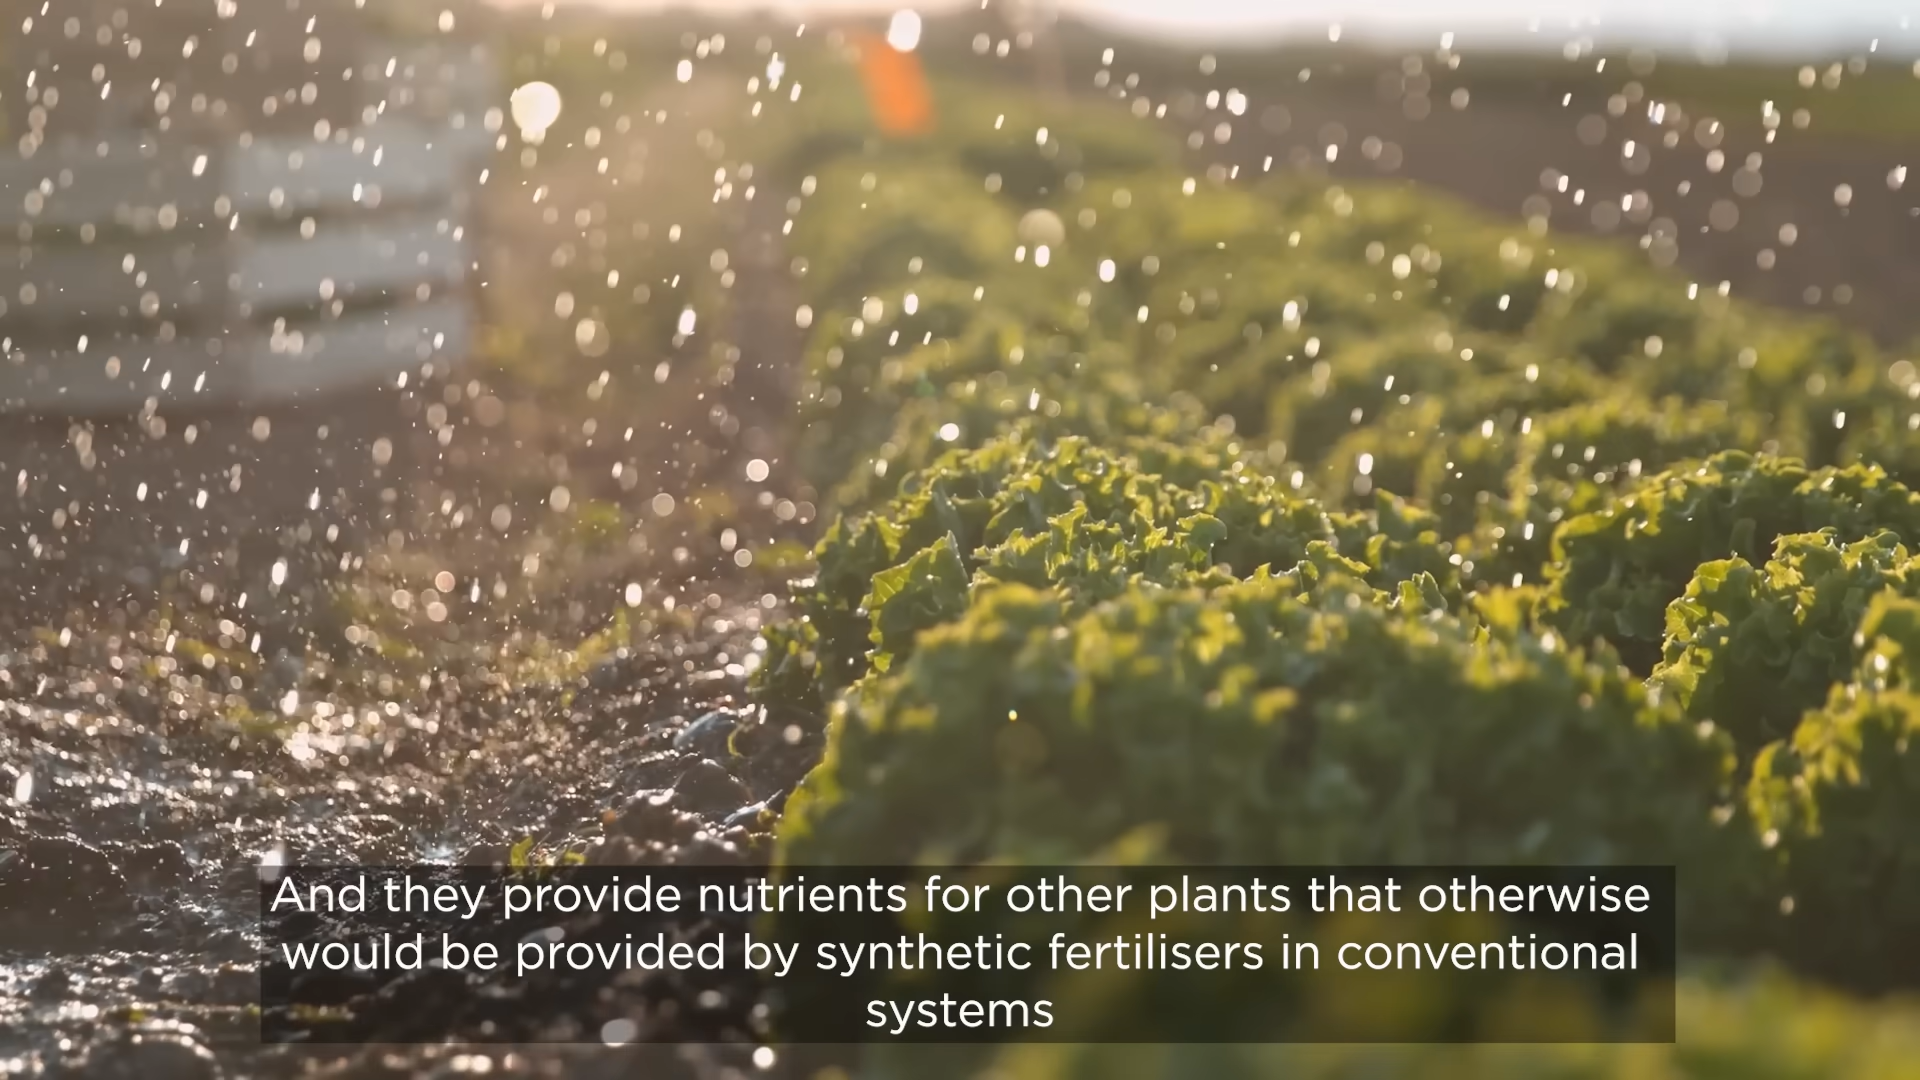 And they provide nutrients for other plants that otherwise
would be provided by synthetic fertilisers in conventional
systems